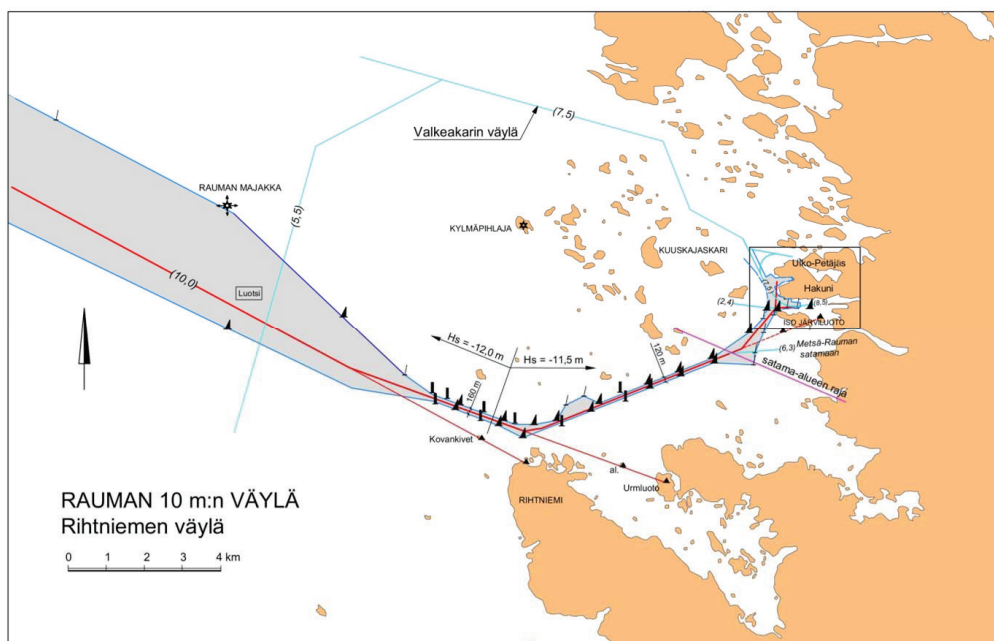 (7,5)
Valkeakarin väylä
RAUMAN MAJAKKA
(5,5)
KYLMÄPIHLAJA
KUUSKAJASKARI
Ulko-Petäjäs
(10,0)
Luotsi
(7,5)
Hakuni
(2,4)
(8,5)
ISO JÄRVILUOTO
Hs = -12,0 m
Hs = -11,5 m
120 m
(6,3)
Metsä-Rauman
satamaan
satama-alueen raja
160 m
Kovankivet
al.
Urmluoto
RIHTNIEMI
RAUMAN 10 m:n VÄYLÄ
Rihtniemen väylä
0 1 2 3 4 km